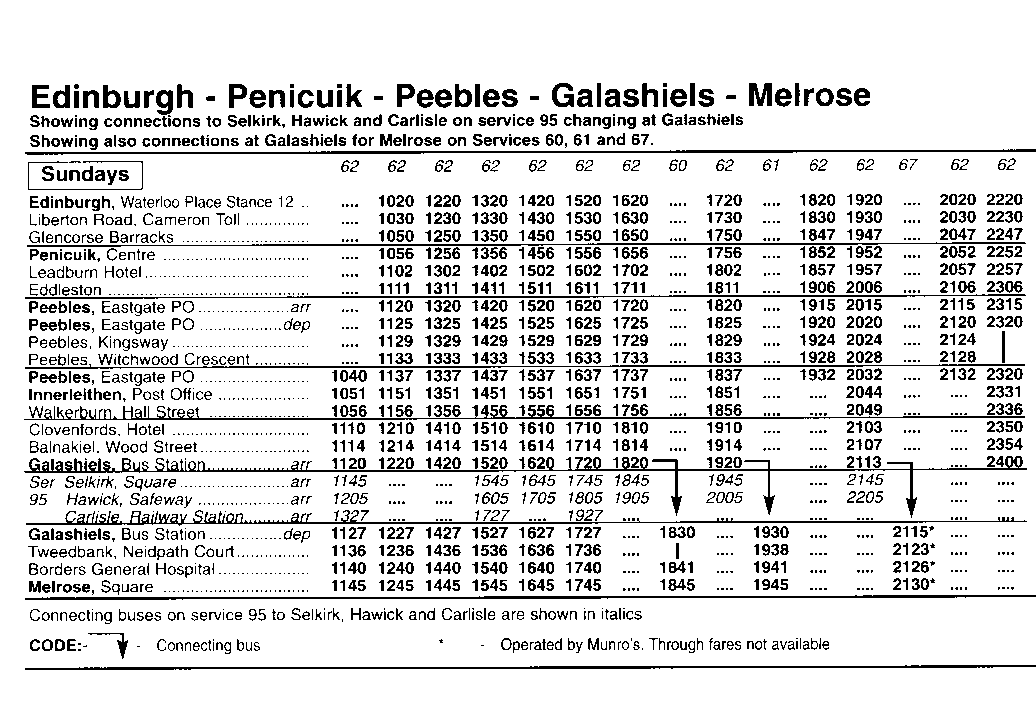 Edinburgh - Penicuik - Peebles - Galashiels - Melrose
Showing connections to Selkirk, Hawick and Carlisle on service 95 changing at Galashiels
Showing also connections at Galashiels for Melrose on Services 60, 61 and 67.
Sundays 62 62 62 62 62 62 62 60 62 61 62 62 67 62 62
Edinburgh, Waterloo Place Stance 12 .. .... 1020 1220 1320 1420 1520 1620 .... 1720 .... 1820 1920 .... 2020 2220
Liberton Road, Cameron Toll .............. .... 1030 1230 1330 1430 1530 1630 .... 1730 .... 1830 1930 .... 2030 2230
Glencorse Barracks ............................ .... 1050 1250 1350 1450 1550 1650 .... 1750 .... 1847 1947 .... 2047 2247
Penicuik, Centre ................................ .... 1056 1256 1356 1456 1556 1656 .... 1756 .... 1852 1952 .... 2052 2252
Leadburn Hotel................................... .... 1102 1302 1402 1502 1602 1702 .... 1802 .... 1857 1957 .... 2057 2257
Eddleston .......................................... .... 1111 1311 1411 1511 1611 1711 .... 1811 .... 1906 2006 .... 2106 2306
Peebles, Eastgate PO ....................arr .... 1120 1320 1420 1520 1620 1720 .... 1820 .... 1915 2015 .... 2115 2315
Peebles, Eastgate PO .................dep .... 1125 1325 1425 1525 1625 1725 .... 1825 .... 1920 2020 .... 2120 2320
Peebles, Kingsway ............................. .... 1129 1329 1429 1529 1629 1729 .... 1829 .... 1924 2024 .... 2124 |
Peebles, Witchwood Crescent ............ .... 1133 1333 1433 1533 1633 1733 .... 1833 .... 1928 2028 .... 2128 |
Peebles, Eastgate PO ........................ 1040 1137 1337 1437 1537 1637 1737 .... 1837 .... 1932 2032 .... 2132 2320
Innerleithen, Post Office ..................... 1051 1151 1351 1451 1551 1651 1751 .... 1851 .... .... 2044 .... .... 2331
Walkerburn, Hall Street ...................... 1056 1156 1356 1456 1556 1656 1756 .... 1856 .... .... 2049 .... .... 2336
Clovenfords, Hotel .............................. 1110 1210 1410 1510 1610 1710 1810 .... 1910 .... .... 2103 .... .... 2350
Balnakiel, Wood Street........................ 1114 1214 1414 1514 1614 1714 1814 .... 1914 .... .... 2107 .... .... 2354
Galashiels, Bus Station..................arr 1120 1220 1420 1520 1620 1720 1820 1920 .... 2113 .... 2400
Ser Selkirk, Square .......................arr 1145 .... .... 1545 1645 1745 1845 1945 .... 2145 .... ....
95 Hawick, Safeway ....................arr 1205 .... .... 1605 1705 1805 1905 2005 .... 2205 .... ....
Carlisle, Railway Station..........arr 1327 .... .... 1727 .... 1927 .... .... .... .... .... ....
Galashiels, Bus Station ...............dep 1127 1227 1427 1527 1627 1727 .... 1830 .... 1930 .... .... 2115* .... ....
Tweedbank, Neidpath Court................ 1136 1236 1436 1536 1636 1736 .... | .... 1938 .... .... 2123* .... ....
Borders General Hospital .................... 1140 1240 1440 1540 1640 1740 .... 1841 .... 1941 .... .... 2126* .... ....
Melrose, Square ................................ 1145 1245 1445 1545 1645 1745 .... 1845 .... 1945 .... .... 2130* .... ....
Connecting buses on service 95 to Selkirk, Hawick and Carlisle are shown in italics
CODE:- - Connecting bus * - Operated by Munro's. Through fares not available